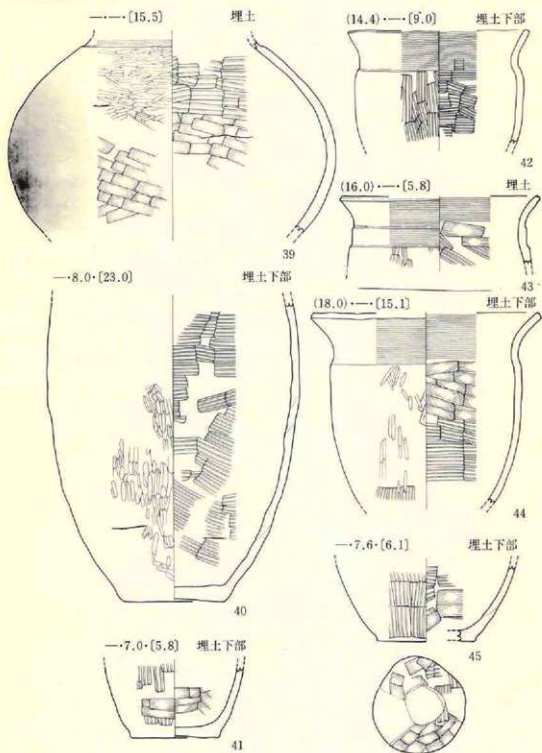 —·—·[15.5] 埋土
39
—·8.0·[23.0] 埋土下部
40
—·7.0·[5.8] 埋土下部
41
(14.4)·—·[9.0] 埋土下部
42
(16.0)·—·[5.8] 埋土
43
(18.0)·—·[15.1] 埋土下部
44
—·7.6·[6.1] 埋土下部
45